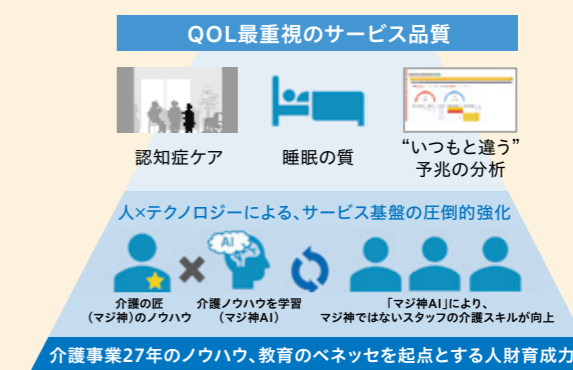 QOL最重視のサービス品質
認知症ケア
睡眠の質
“いつもと違う”
予兆の分析
人×テクノロジーによる、サービス基盤の圧倒的強化
AI
介護の匠
(マジ神)のノウハウ
介護ノウハウを学習
(マジ神AI)
「マジ神AI」により、
マジ神ではないスタッフの介護スキルが向上
介護事業27年のノウハウ、教育のベネッセを起点とする人財育成力